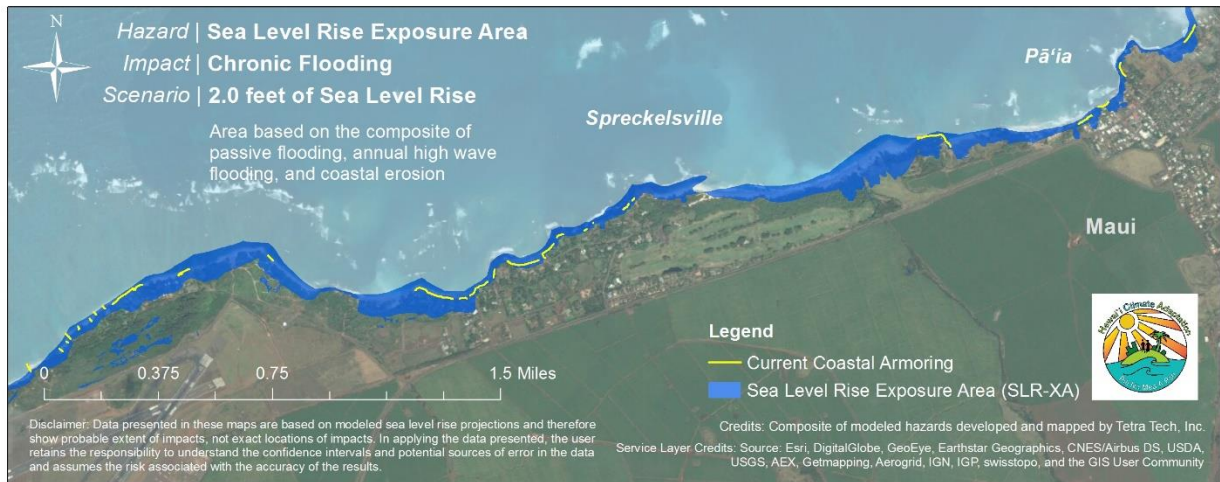 N
Hazard | Sea Level Rise Exposure Area
Impact | Chronic Flooding
Scenario | 2.0 feet of Sea Level Rise
Area based on the composite of
passive flooding, annual high wave
flooding, and coastal erosion
Spreckelsville
Pāʻia
Maui
Legend
Current Coastal Armoring
Sea Level Rise Exposure Area (SLR-XA)
Hawaiʻi Climate Adaptation
0 0.375 0.75 1.5 Miles
Disclaimer: Data presented in these maps are based on modeled sea level rise projections and therefore
show probable extent of impacts, not exact locations of impacts. In applying the data presented, the user
retains the responsibility to understand the confidence intervals and potential sources of error in the data
and assumes the risk associated with the accuracy of the results.
Credits: Composite of modeled hazards developed and mapped by Tetra Tech, Inc.
Service Layer Credits: Source: Esri, DigitalGlobe, GeoEye, Earthstar Geographics, CNES/Airbus DS, USDA,
USGS, AEX, Getmapping, Aerogrid, IGN, IGP, swisstopo, and the GIS User Community